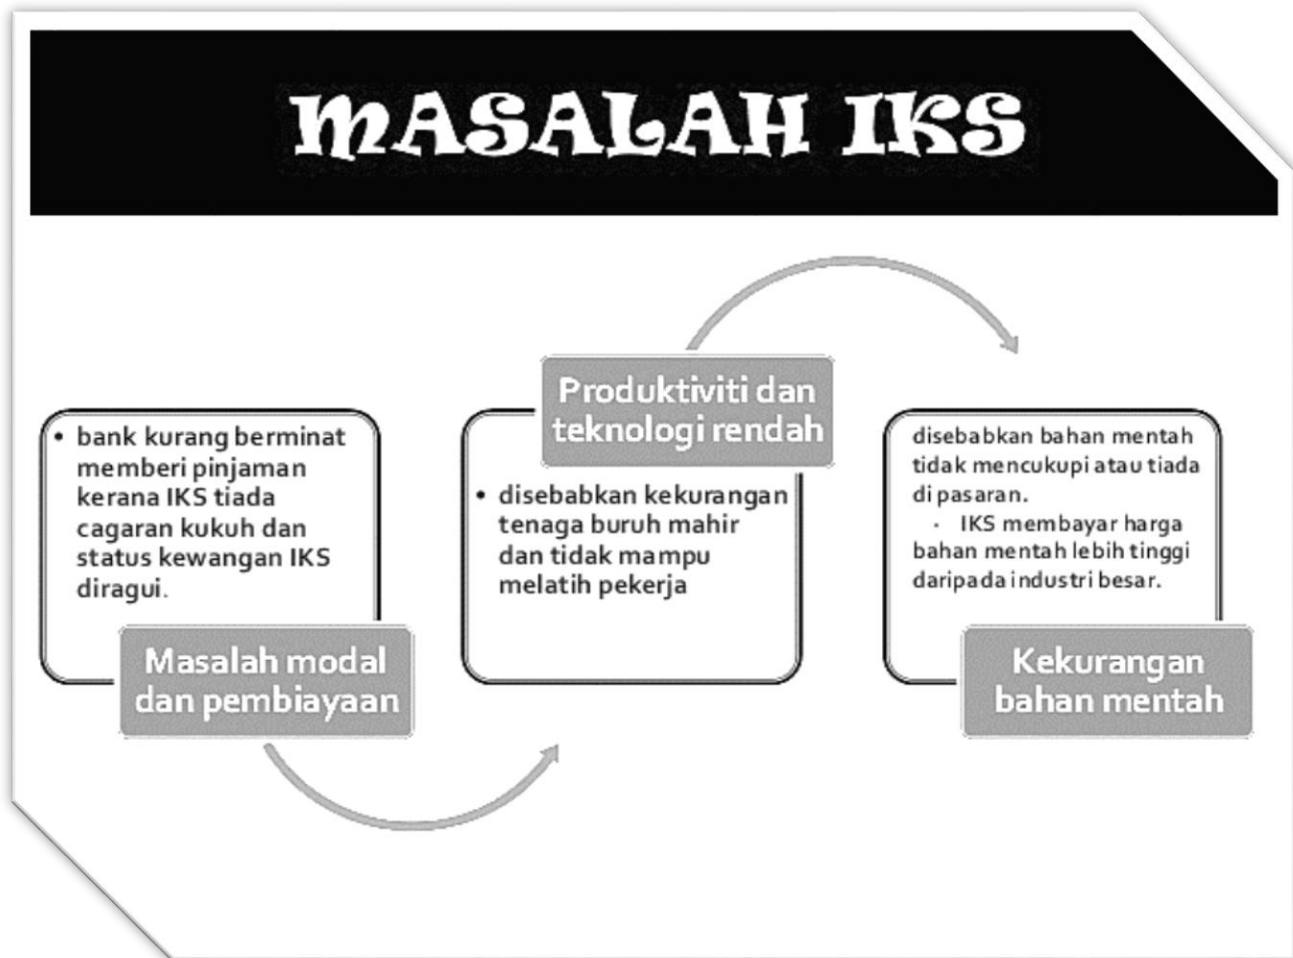 MASALAH IKS
• bank kurang berminat
memberi pinjaman
kerana IKS tiada
cagaran kukuh dan
status kewangan IKS
diragui.
Masalah modal
dan pembiayaan
Produktiviti dan
teknologi rendah
• disebabkan kekurangan
tenaga buruh mahir
dan tidak mampu
melatih pekerja
disebabkan bahan mentah
tidak mencukupi atau tiada
di pasaran.
· IKS membayar harga
bahan mentah lebih tinggi
daripada industri besar.
Kekurangan
bahan mentah